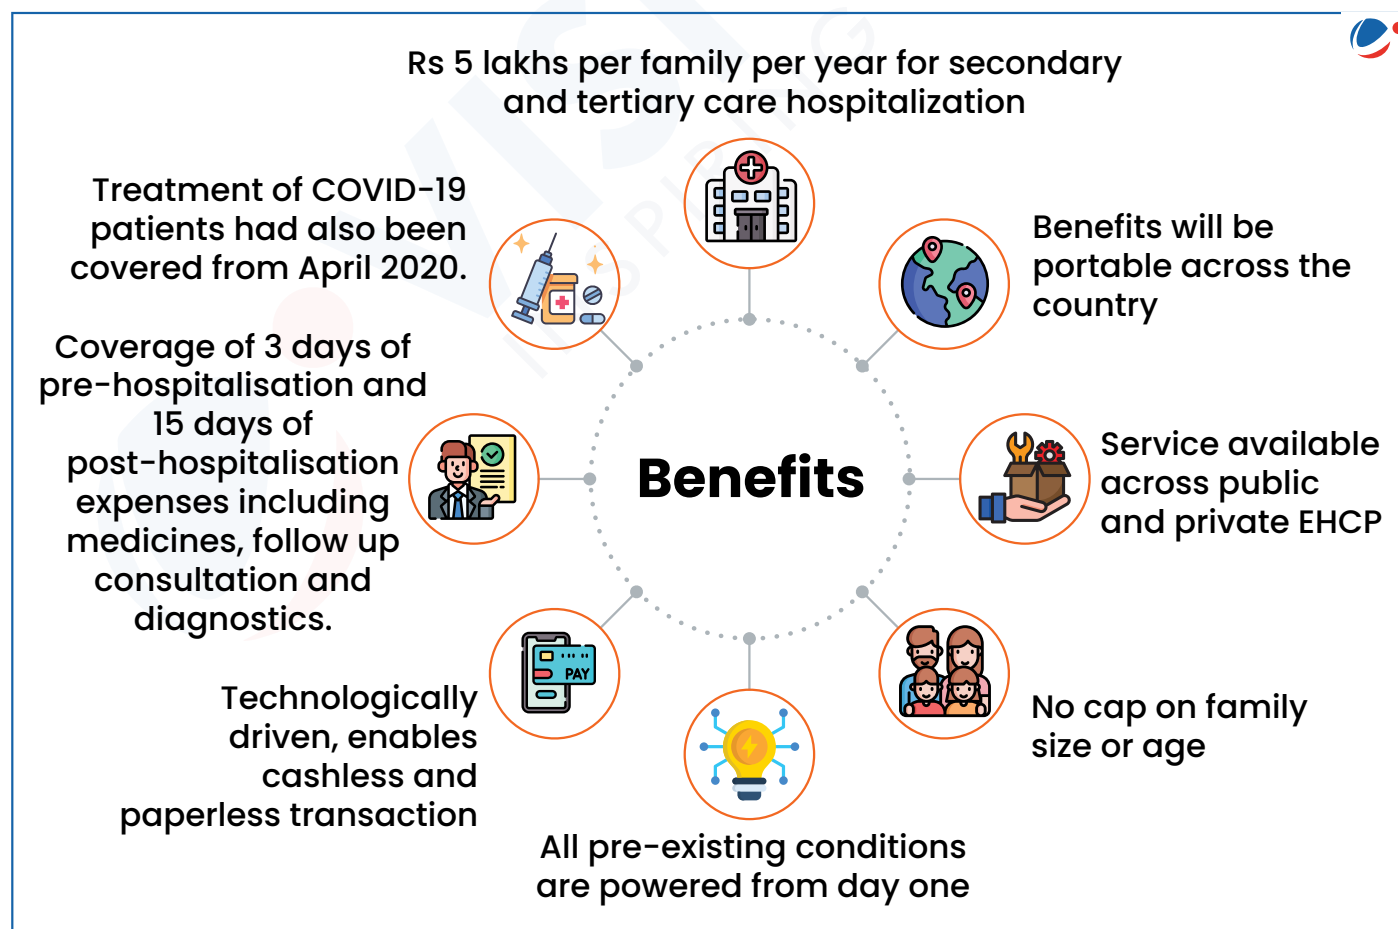 Rs 5 lakhs per family per year for secondary
and tertiary care hospitalization
Benefits will be
portable across the
country
Service available
across public
and private EHCP
No cap on family
size or age
All pre-existing conditions
are powered from day one
Technologically
driven, enables
cashless and
paperless transaction
PAY
Coverage of 3 days of
pre-hospitalisation and
15 days of
post-hospitalisation
expenses including
medicines, follow up
consultation and
diagnostics.
Treatment of COVID-19
patients had also been
covered from April 2020.
Benefits